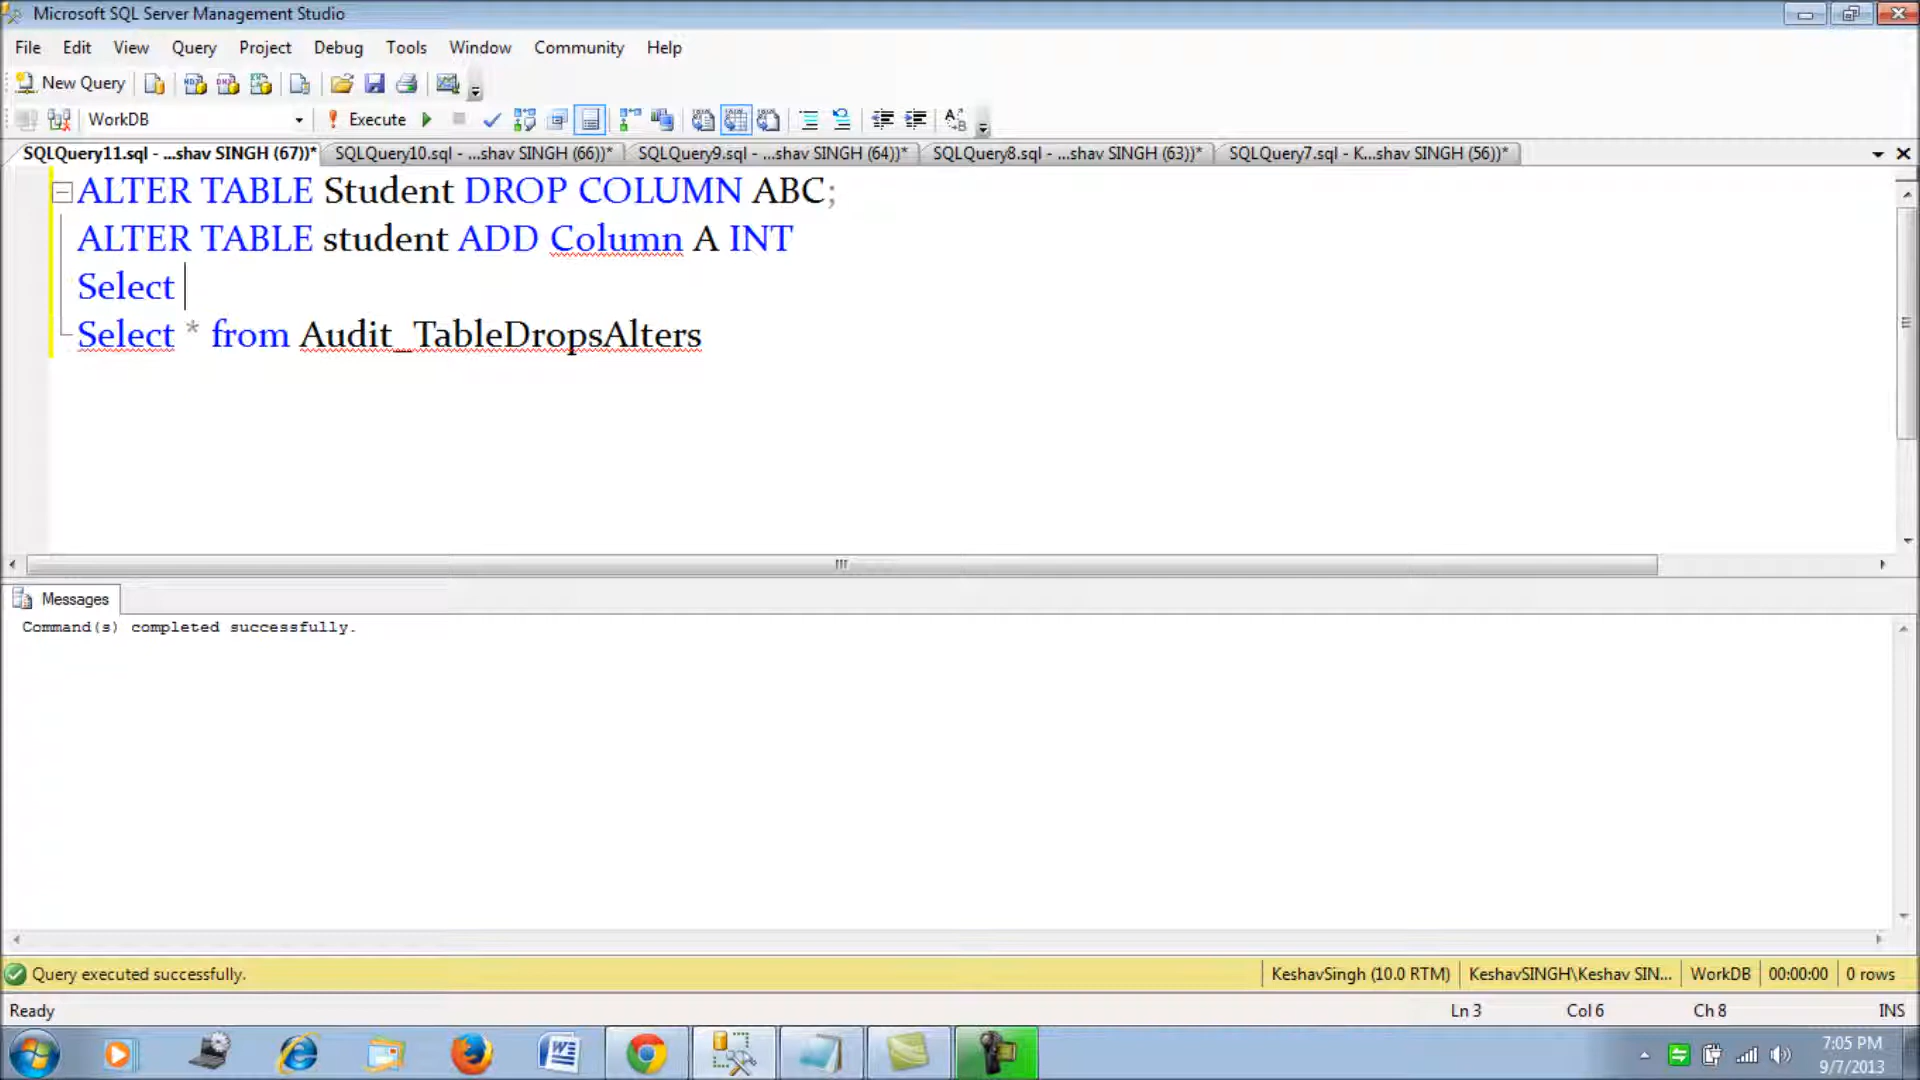 Microsoft SQL Server Management Studio
File Edit View Query Project Debug Tools Window Community Help
New Query
WorkDB Execute
SQLQuery11.sql - ...shav SINGH (67))* SQLQuery10.sql - ...shav SINGH (66))* SQLQuery9.sql - ...shav SINGH (64))* SQLQuery8.sql - ...shav SINGH (63))* SQLQuery7.sql - K...shav SINGH (56))*
ALTER TABLE Student DROP COLUMN ABC;
ALTER TABLE student ADD Column A INT
Select
Select * from Audit_TableDropsAlters
Messages
Command(s) completed successfully.
Query executed successfully. KeshavSingh (10.0 RTM) KeshavSINGH\Keshav SIN... WorkDB 00:00:00 0 rows
Ready Ln 3 Col 6 Ch 8 INS
7:05 PM
9/7/2013